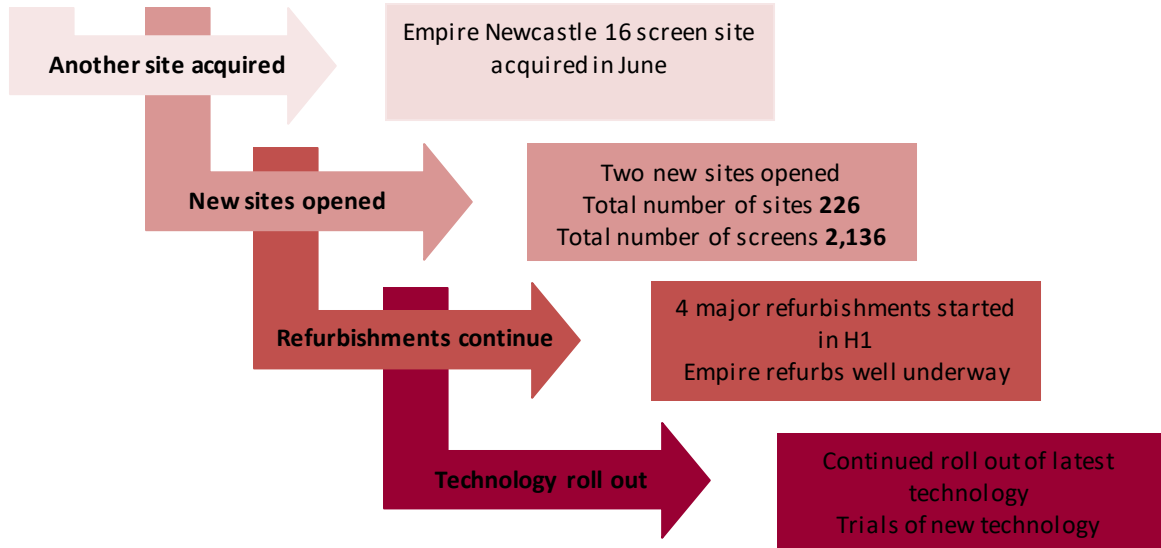 Another site acquired
Empire Newcastle 16 screen site
acquired in June
New sites opened
Two new sites opened
Total number of sites 226
Total number of screens 2,136
Refurbishments continue
4 major refurbishments started
in H1
Empire refurbs well underway
Technology roll out
Continued roll out of latest
technology
Trials of new technology